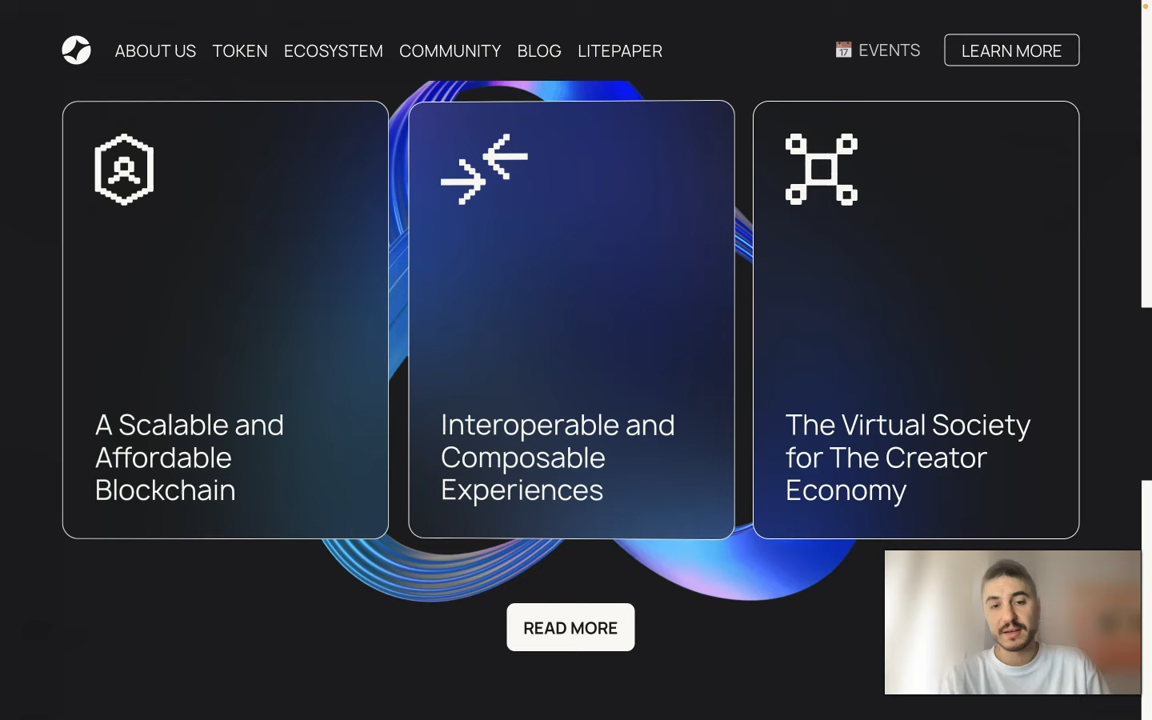 ABOUT US TOKEN ECOSYSTEM COMMUNITY BLOG LITEPAPER 17 EVENTS LEARN MORE
A Scalable and
Affordable
Blockchain
Interoperable and
Composable
Experiences
The Virtual Society
for The Creator
Economy
READ MORE